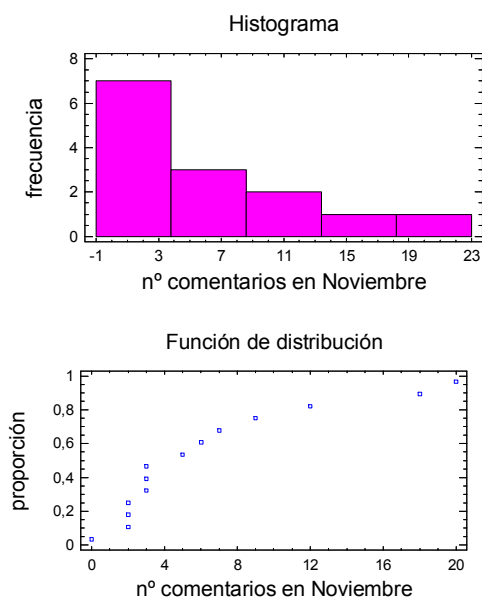 Histograma
8
6
4
2
0
frecuencia
-1 3 7 11 15 19 23
nº comentarios en Noviembre
Función de distribución
1
0,8
0,6
0,4
0,2
0
proporción
0 4 8 12 16 20
nº comentarios en Noviembre